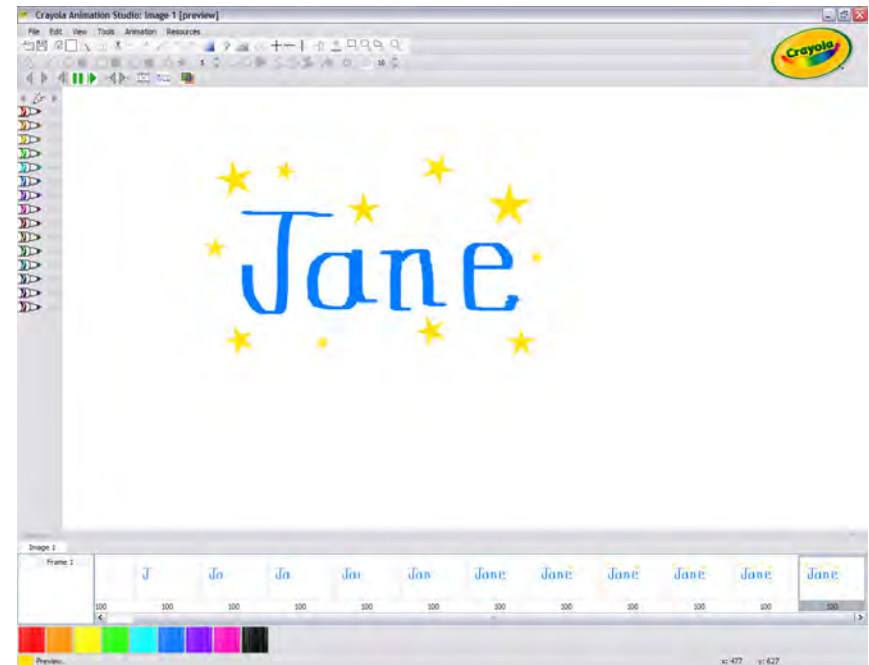 Crayola Animation Studio: Image 1 [preview]
File Edit View Tools Animation Resources
crayola
Jane
Image 1
Frame 1
J Ja Ja Jan Jane Jane Jane Jane Jane Jane
100 100 100 100 100 100 100 100 100 100 100 100
Preview. x: 477 y: 627